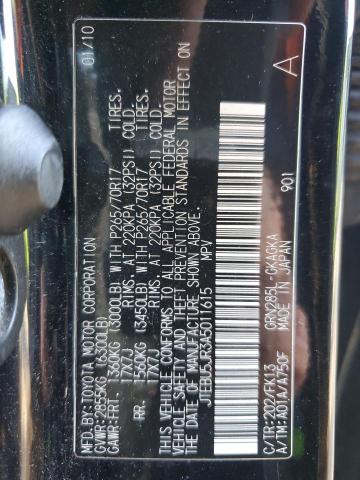 MFD.BY:TOYOTA MOTOR CORPORATION 01/10
GVWR:2855KG (6300LB)
GAWR:FRT. 1360KG (3000LB) WITH P265/70R17 TIRES.
17X7J RIMS, AT 220KPA (32PSI) COLD.
RR. 1565KG (3450LB) WITH P265/70R17 TIRES,
17X7J RIMS, AT 220KPA (32PSI) COLD.
THIS VEHICLE CONFORMS TO ALL APPLICABLE FEDERAL MOTOR
VEHICLE SAFETY AND THEFT PREVENTION STANDARDS IN EFFECT ON
THE DATE OF MANUFACTURE SHOWN ABOVE.
JTEBU5JR3A5011615 MPV
C/TR:202/FK13 GRN285L-GKAGKA
A/TM:A01A/A750F MADE IN JAPAN 901
A